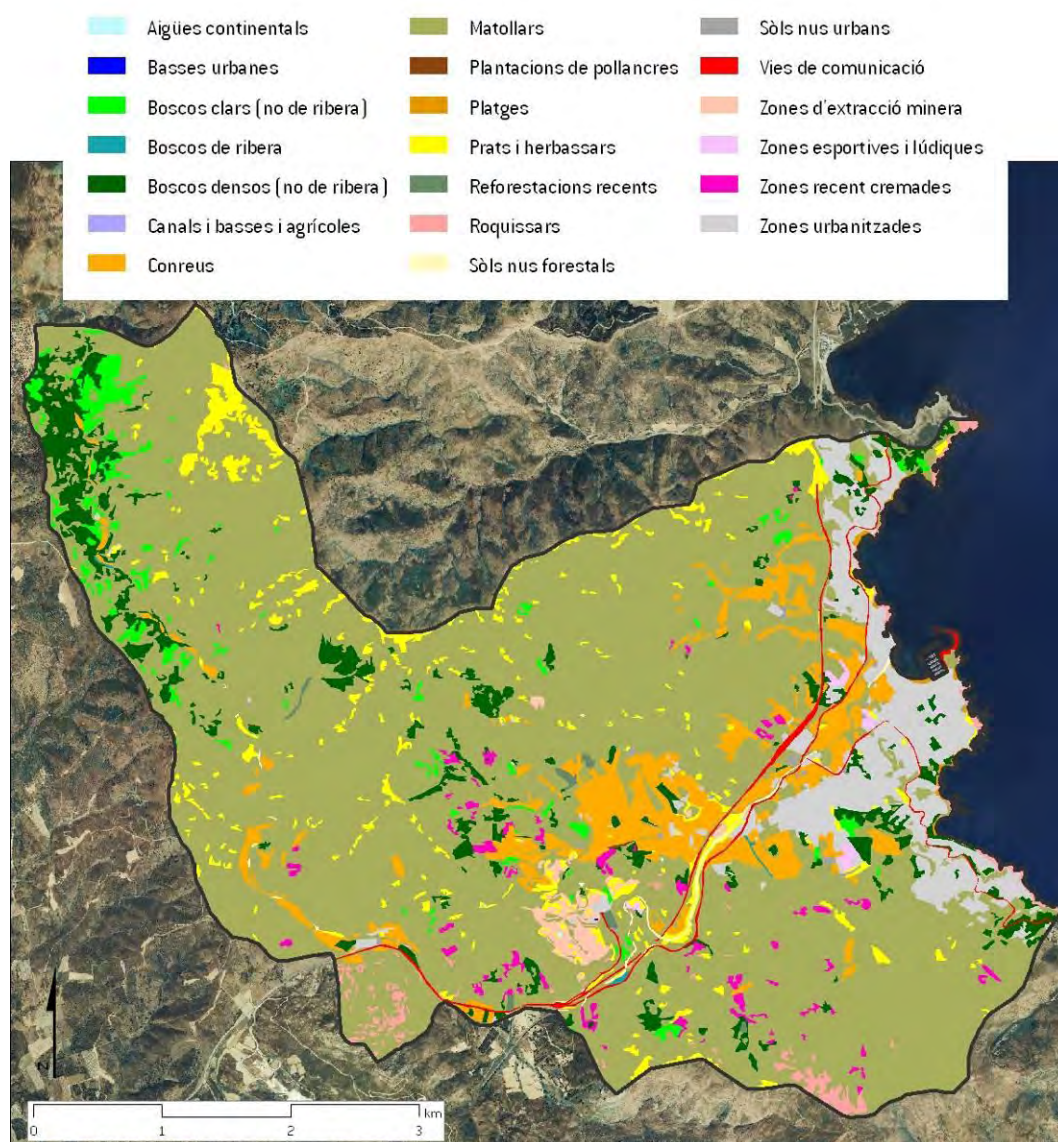 Aigües continentals
Basses urbanes
Boscos clars (no de ribera)
Boscos de ribera
Boscos densos (no de ribera)
Canals i basses i agrícoles
Conreus
Matollars
Plantacions de pollancres
Platges
Prats i herbassars
Reforestacions recents
Roquissars
Sòls nus forestals
Sòls nus urbans
Vies de comunicació
Zones d'extracció minera
Zones esportives i lúdiques
Zones recent cremades
Zones urbanitzades
N
km
0 1 2 3